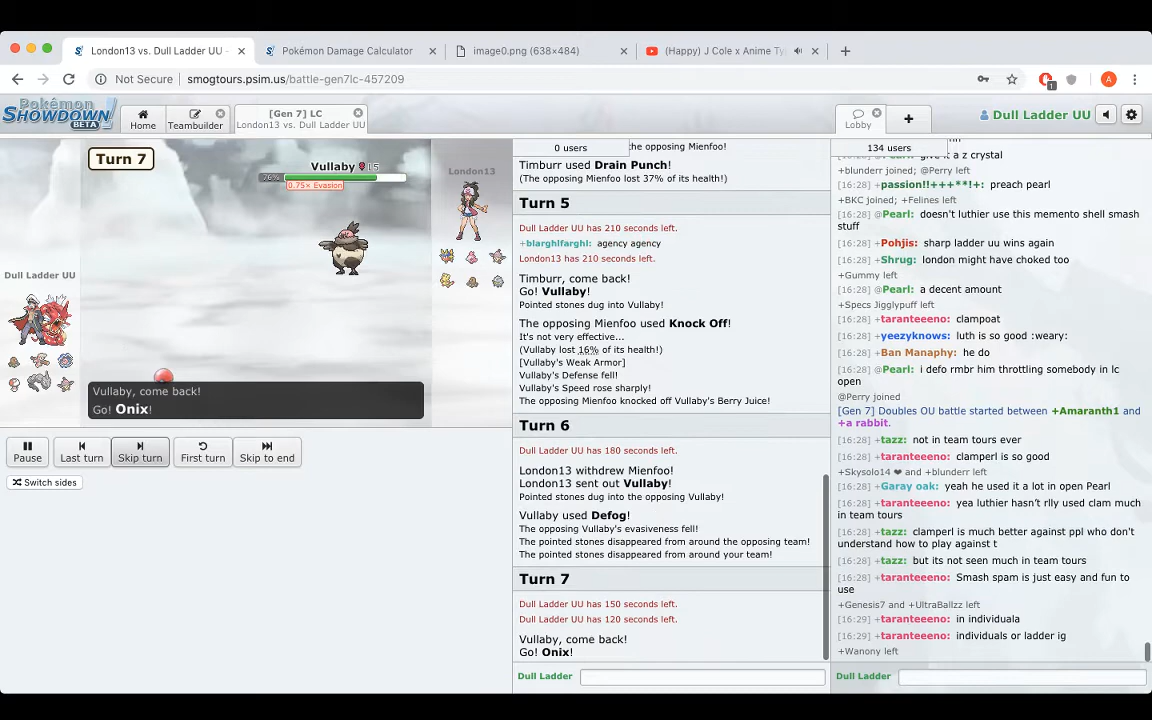 London13 vs. Dull Ladder UU -
Pokémon Damage Calculator
image0.png (638×484)
(Happy) J Cole x Anime Ty
Not Secure
smogtours.psim.us/battle-gen7lc-457209
Pokémon
SHOWDOWN
BETA
Home
Teambuilder
[Gen 7] LC
London13 vs. Dull Ladder UU
Lobby
Dull Ladder UU
Turn 7
Vullaby L5
76%
0.75× Evasion
London13
Dull Ladder UU
Vullaby, come back!
Go! Onix!
Pause
Last turn
Skip turn
First turn
Skip to end
Switch sides
0 users
the opposing Mienfoo!
Timburr used Drain Punch!
(The opposing Mienfoo lost 37% of its health!)
Turn 5
Dull Ladder UU has 210 seconds left.
+blarghlfarghl: agency agency
London13 has 210 seconds left.
Timburr, come back!
Go! Vullaby!
Pointed stones dug into Vullaby!
The opposing Mienfoo used Knock Off!
It's not very effective...
(Vullaby lost 16% of its health!)
[Vullaby's Weak Armor]
Vullaby's Defense fell!
Vullaby's Speed rose sharply!
The opposing Mienfoo knocked off Vullaby's Berry Juice!
Turn 6
Dull Ladder UU has 180 seconds left.
London13 withdrew Mienfoo!
London13 sent out Vullaby!
Pointed stones dug into the opposing Vullaby!
Vullaby used Defog!
The opposing Vullaby's evasiveness fell!
The pointed stones disappeared from around the opposing team!
The pointed stones disappeared from around your team!
Turn 7
Dull Ladder UU has 150 seconds left.
Dull Ladder UU has 120 seconds left.
Vullaby, come back!
Go! Onix!
Dull Ladder
134 users
give it a z crystal
+blunderr joined; @Perry left
+passion!!+++**!+: preach pearl
+BKC joined; +Felines left
[16:28] @Pearl: doesn't luthier use this memento shell smash
stuff
[16:28] +Pohjis: sharp ladder uu wins again
[16:28] +Shrug: london might have choked too
+Gummy left
[16:28] @Pearl: a decent amount
+Specs Jigglypuff left
[16:28] +taranteeeno: clampoat
[16:28] +yeezyknows: luth is so good :weary:
[16:28] +Ban Manaphy: he do
[16:28] @Pearl: i defo rmbr him throttling somebody in lc
open
@Perry joined
[Gen 7] Doubles OU battle started between +Amaranth1 and
+a rabbit.
[16:28] +tazz: not in team tours ever
[16:28] +taranteeeno: clamperl is so good
+Skysolo14 ❤ and +blunderr left
[16:28] +Garay oak: yeah he used it a lot in open Pearl
[16:28] +taranteeeno: yea luthier hasn't rlly used clam much
in team tours
[16:28] +tazz: clamperl is much better against ppl who don't
understand how to play against t
[16:28] +tazz: but its not seen much in team tours
[16:28] +taranteeeno: Smash spam is just easy and fun to
use
+Genesis7 and +UltraBallzz left
[16:29] +taranteeeno: in individuala
[16:29] +taranteeeno: individuals or ladder ig
+Wanony left
Dull Ladder